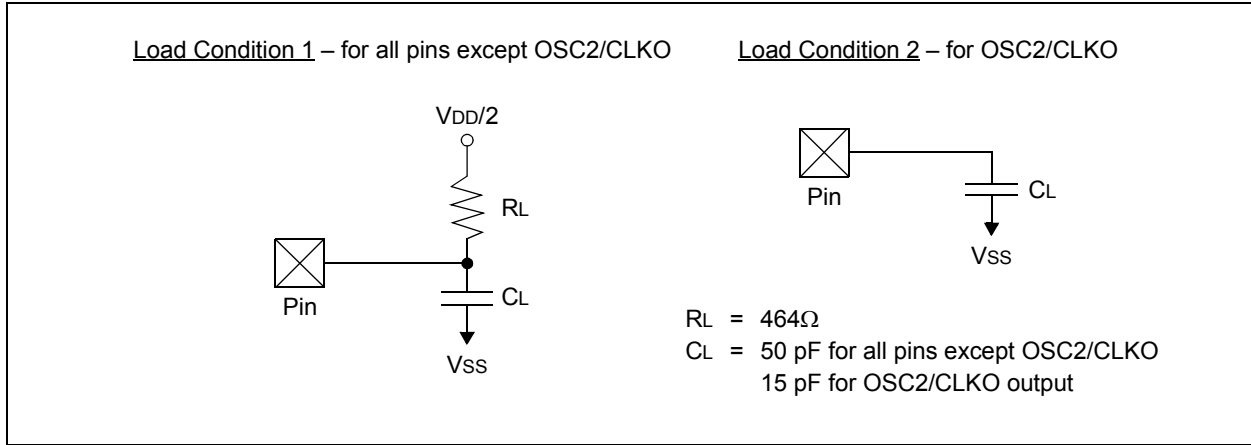 Load Condition 1 – for all pins except OSC2/CLKO
VDD/2
RL
Pin
CL
VSS
Load Condition 2 – for OSC2/CLKO
Pin
CL
VSS
RL = 464Ω
CL = 50 pF for all pins except OSC2/CLKO
15 pF for OSC2/CLKO output